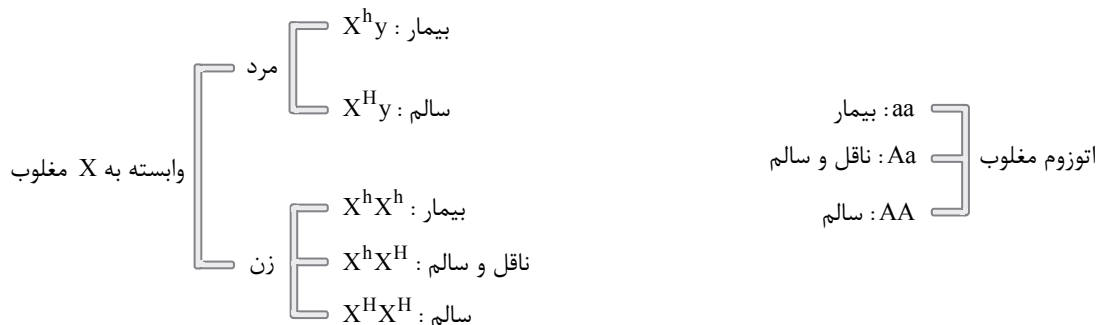 اتوزوم مغلوب
aa: بیمار
Aa: ناقل و سالم
AA: سالم
وابسته به X مغلوب
مرد
X^h y : بیمار
X^H y : سالم
زن
X^h X^h : بیمار
X^h X^H : ناقل و سالم
X^H X^H : سالم